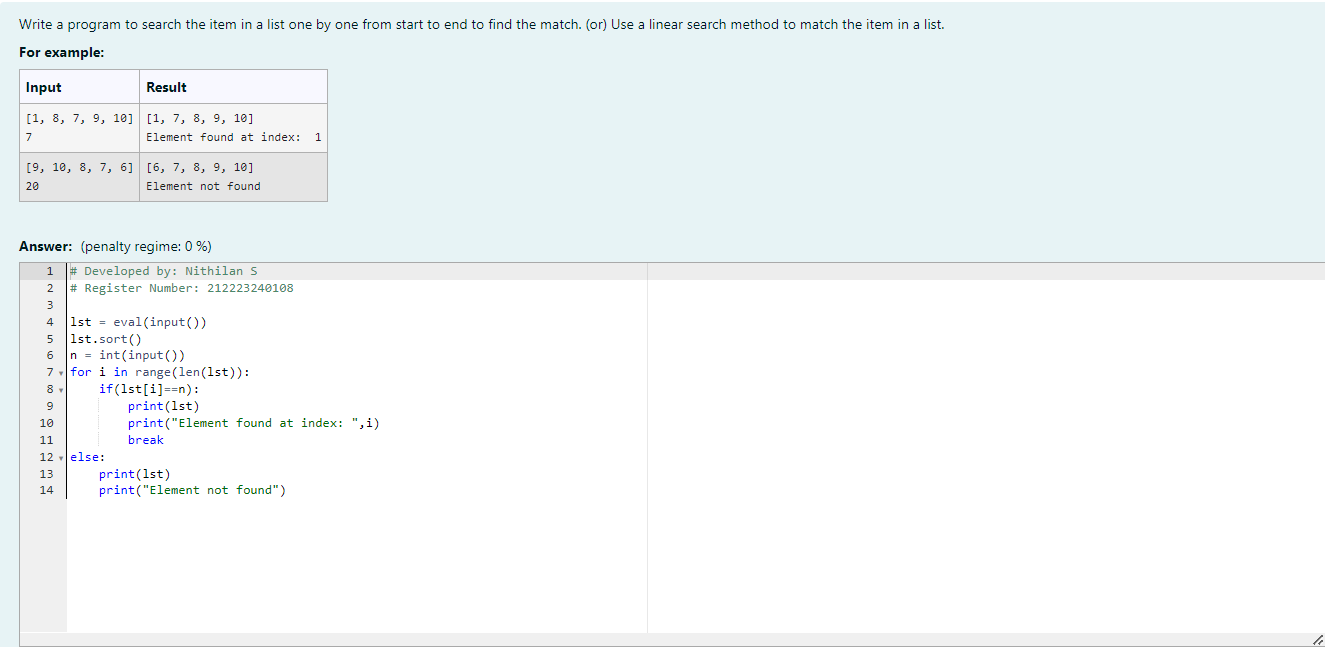 Write a program to search the item in a list one by one from start to end to find the match. (or) Use a linear search method to match the item in a list.
For example:
Input Result
[1, 8, 7, 9, 10] [1, 7, 8, 9, 10]
7 Element found at index:  1
[9, 10, 8, 7, 6] [6, 7, 8, 9, 10]
20 Element not found
Answer: (penalty regime: 0 %)
1 # Developed by: Nithilan S
2 # Register Number: 212223240108
3
4 lst = eval(input())
5 lst.sort()
6 n = int(input())
7 for i in range(len(lst)):
8     if(lst[i]==n):
9         print(lst)
10         print("Element found at index: ",i)
11         break
12 else:
13     print(lst)
14     print("Element not found")